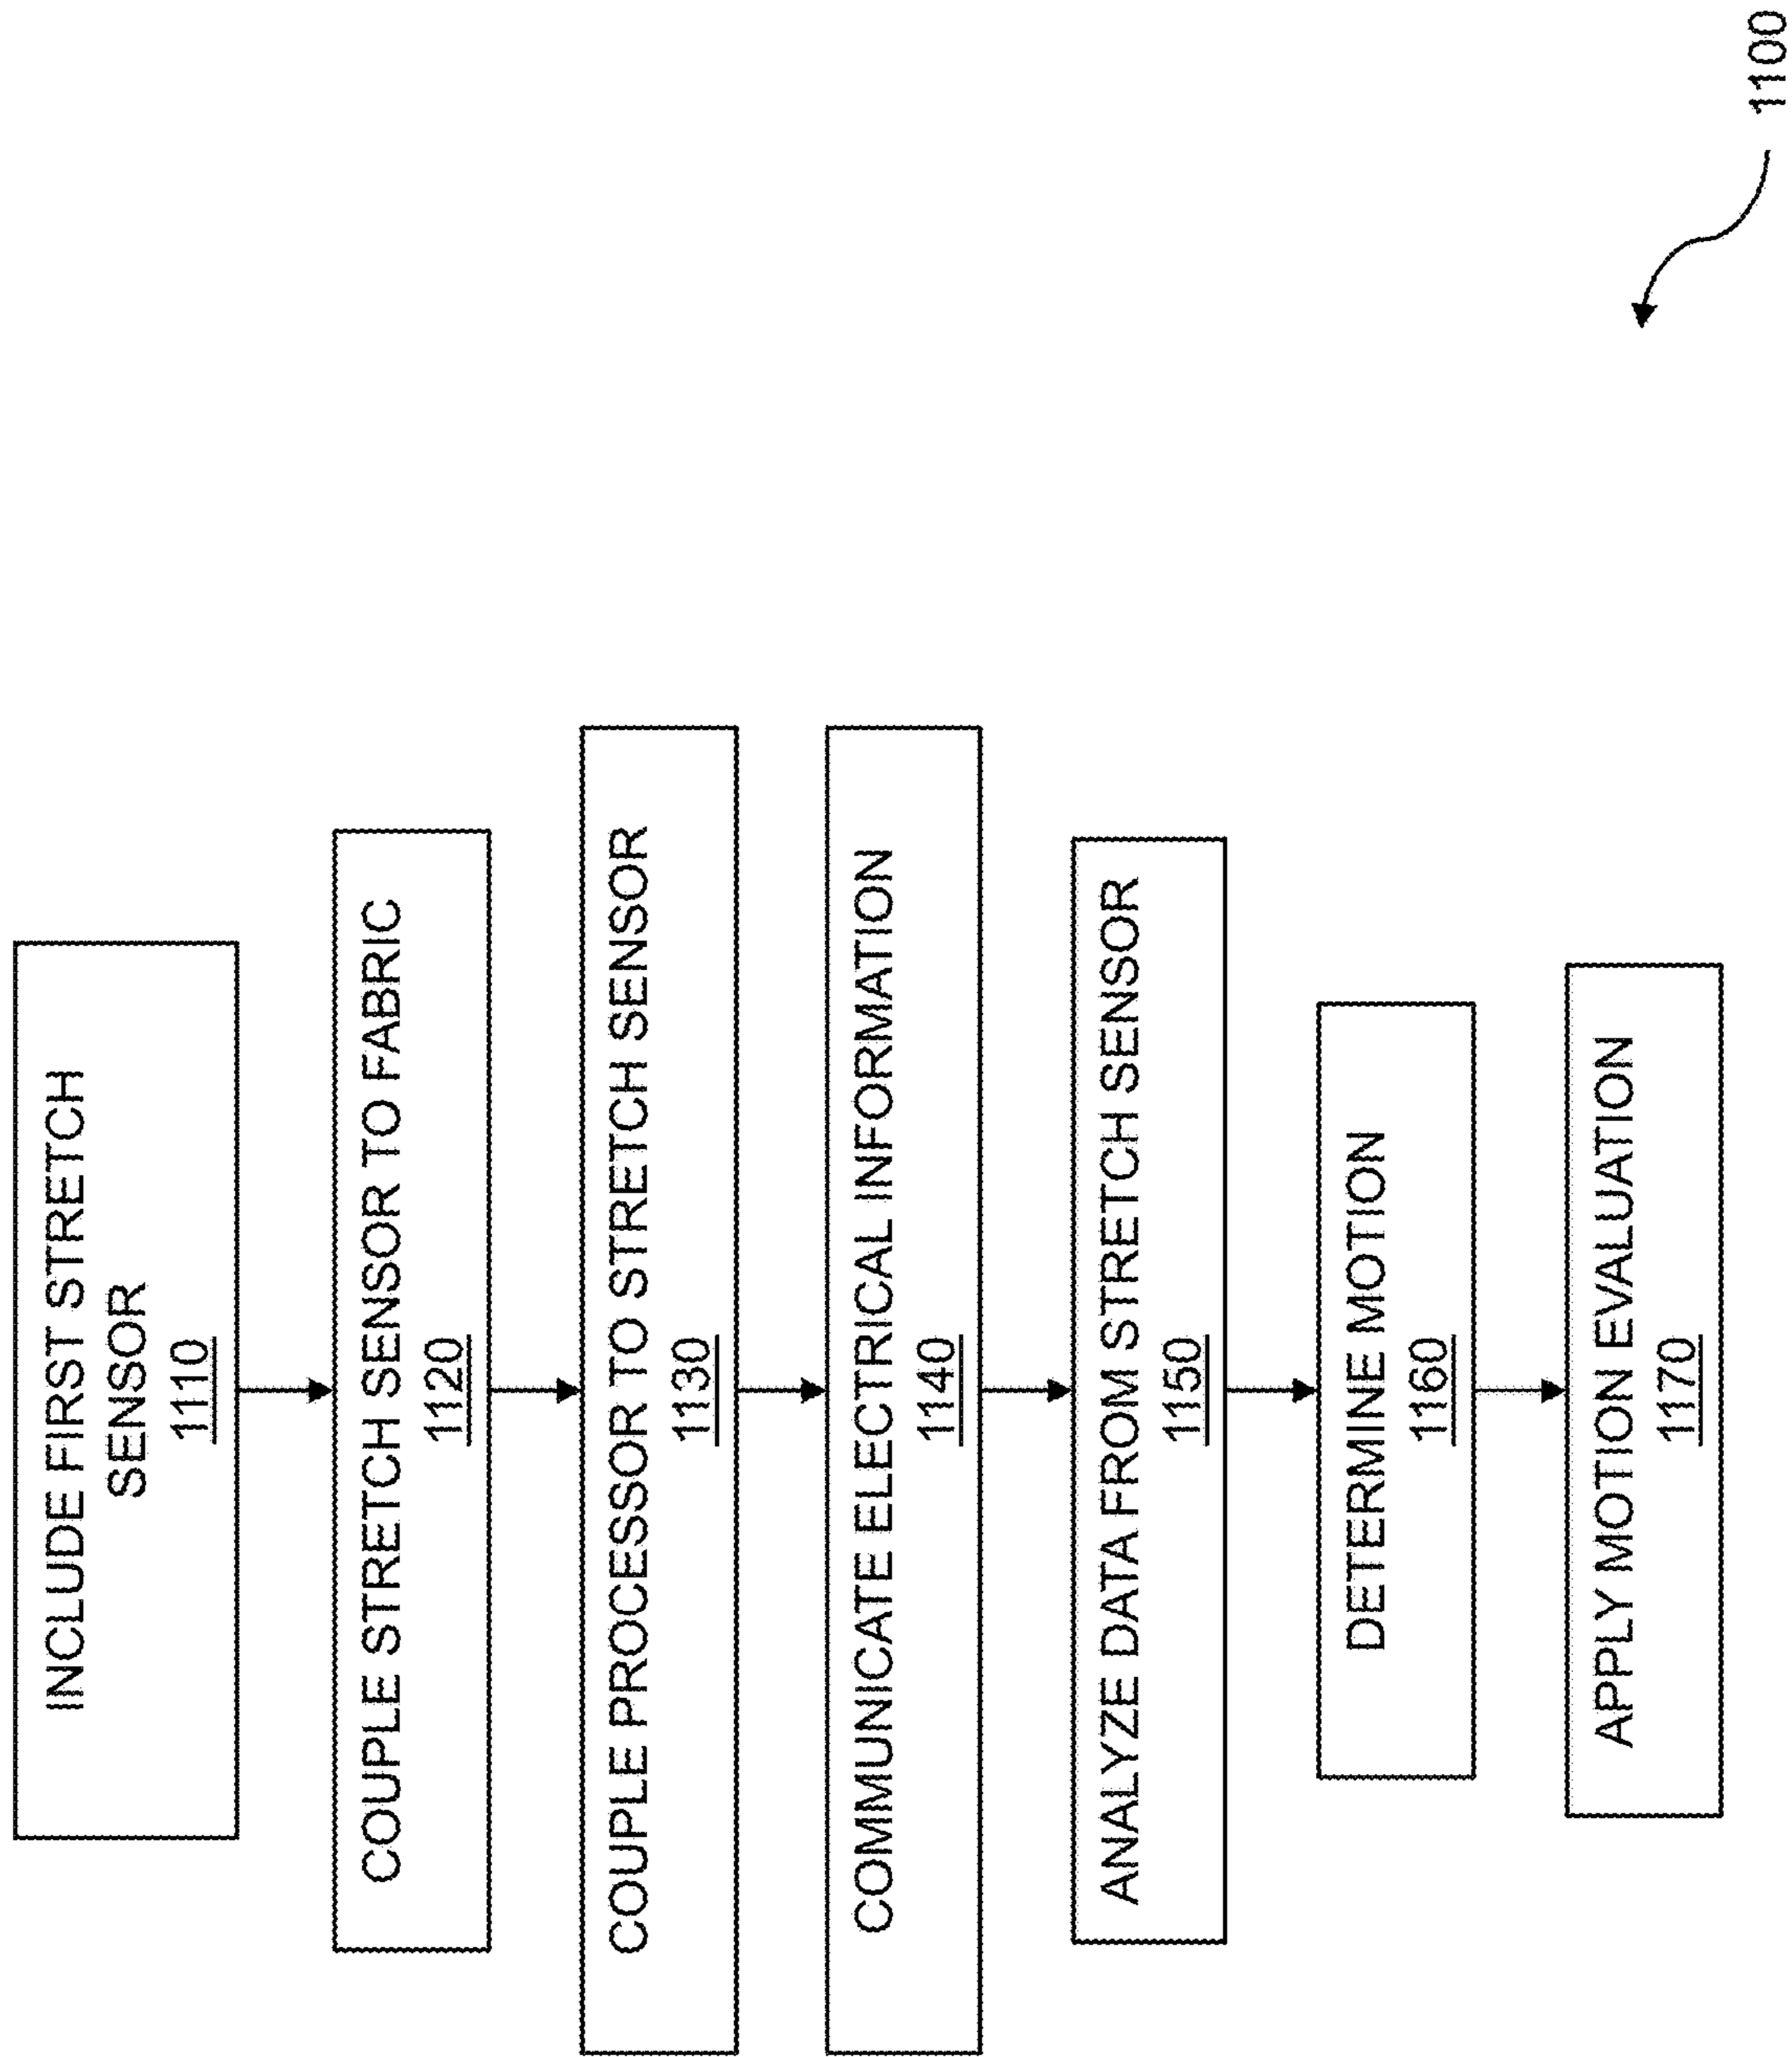 INCLUDE FIRST STRETCH
SENSOR
1110
COUPLE STRETCH SENSOR TO FABRIC
1120
COUPLE PROCESSOR TO STRETCH SENSOR
1130
COMMUNICATE ELECTRICAL INFORMATION
1140
ANALYZE DATA FROM STRETCH SENSOR
1150
DETERMINE MOTION
1160
APPLY MOTION EVALUATION
1170
1100